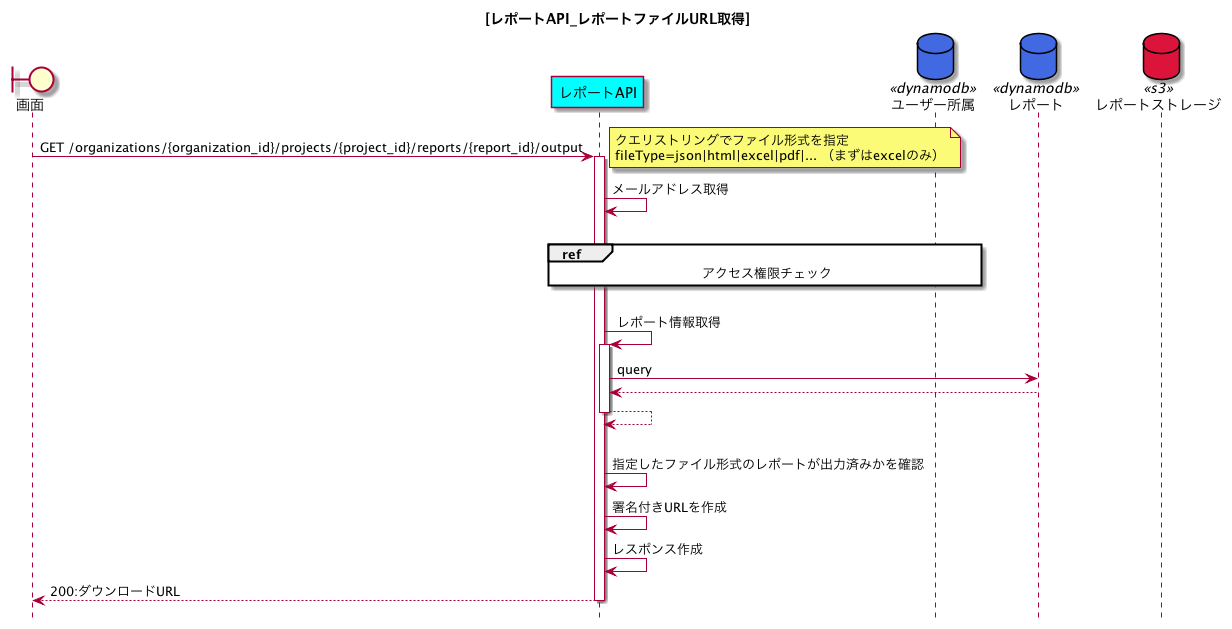 [レポートAPI_レポートファイルURL取得]
画面
レポートAPI
«dynamodb»
ユーザー所属
«dynamodb»
レポート
«s3»
レポートストレージ
GET /organizations/{organization_id}/projects/{project_id}/reports/{report_id}/output
クエリストリングでファイル形式を指定
fileType=json|html|excel|pdf|... （まずはexcelのみ）
メールアドレス取得
ref
アクセス権限チェック
レポート情報取得
query
指定したファイル形式のレポートが出力済みかを確認
署名付きURLを作成
レスポンス作成
200:ダウンロードURL